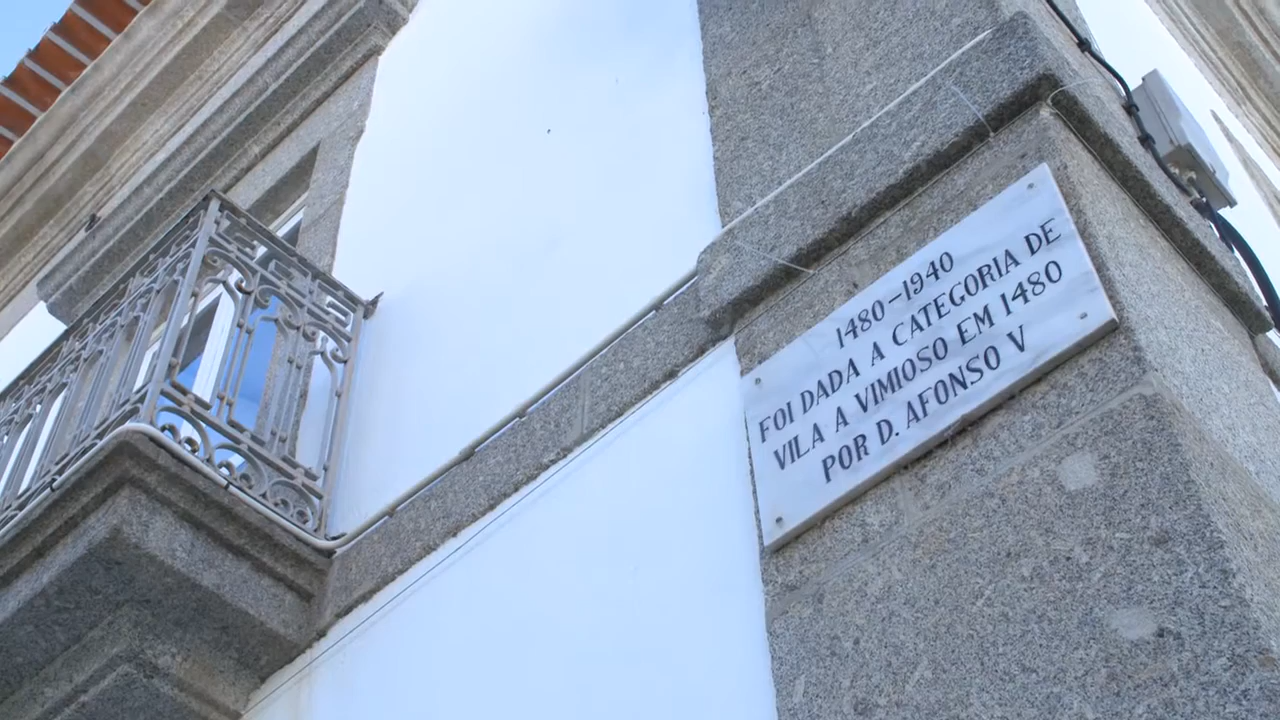 1480-1940
FOI DADA A CATEGORIA DE
VILA A VIMIOSO EM 1480
POR D. AFONSO V